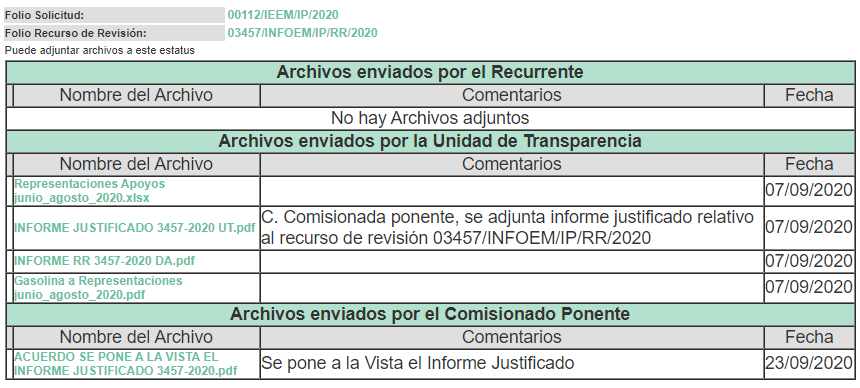 Folio Solicitud: 00112/IEEM/IP/2020
Folio Recurso de Revisión: 03457/INFOEM/IP/RR/2020
Puede adjuntar archivos a este estatus
Archivos enviados por el Recurrente
Nombre del Archivo Comentarios Fecha
No hay Archivos adjuntos
Archivos enviados por la Unidad de Transparencia
Nombre del Archivo Comentarios Fecha
Representaciones Apoyos
junio_agosto_2020.xlsx 07/09/2020
INFORME JUSTIFICADO 3457-2020 UT.pdf C. Comisionada ponente, se adjunta informe justificado relativo
al recurso de revisión 03457/INFOEM/IP/RR/2020 07/09/2020
INFORME RR 3457-2020 DA.pdf 07/09/2020
Gasolina a Representaciones
junio_agosto_2020.pdf 07/09/2020
Archivos enviados por el Comisionado Ponente
Nombre del Archivo Comentarios Fecha
ACUERDO SE PONE A LA VISTA EL
INFORME JUSTIFICADO 3457-2020.pdf Se pone a la Vista el Informe Justificado 23/09/2020